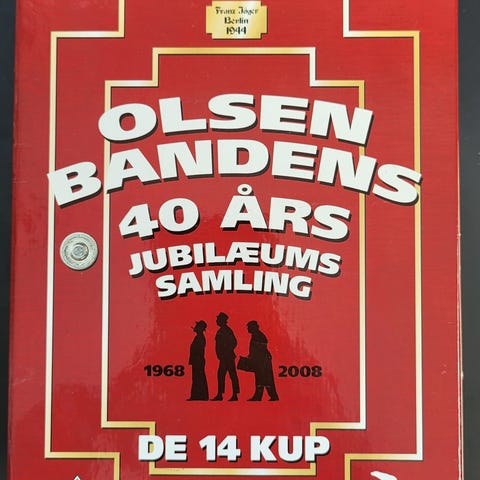 Franz Jäger
Berlin
1944
OLSEN
BANDENS
40 ÅRS
JUBILÆUMS
SAMLING
1968 2008
DE 14 KUP